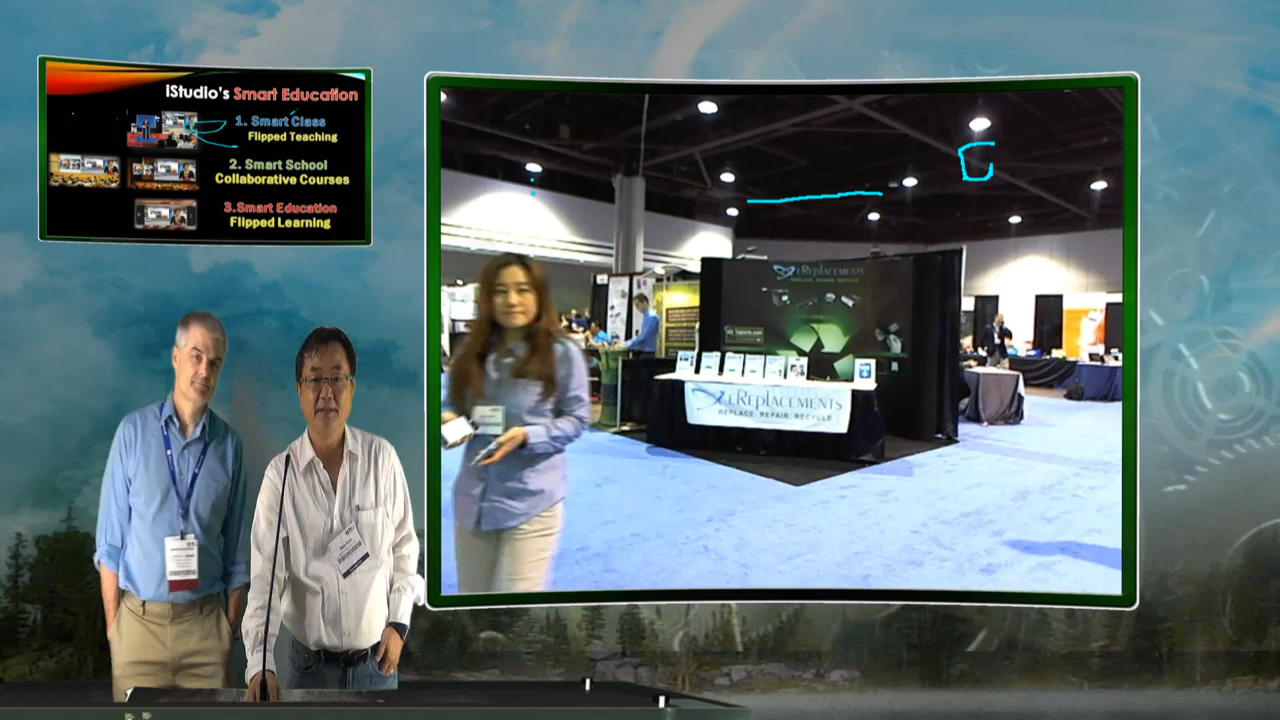 IStudio's Smart Education
1. Smart Class
Flipped Teaching
2. Smart School
Collaborative Courses
3.Smart Education
Flipped Learning
eReplacements
eReplacements
REPLACE REPAIR RECYCLE